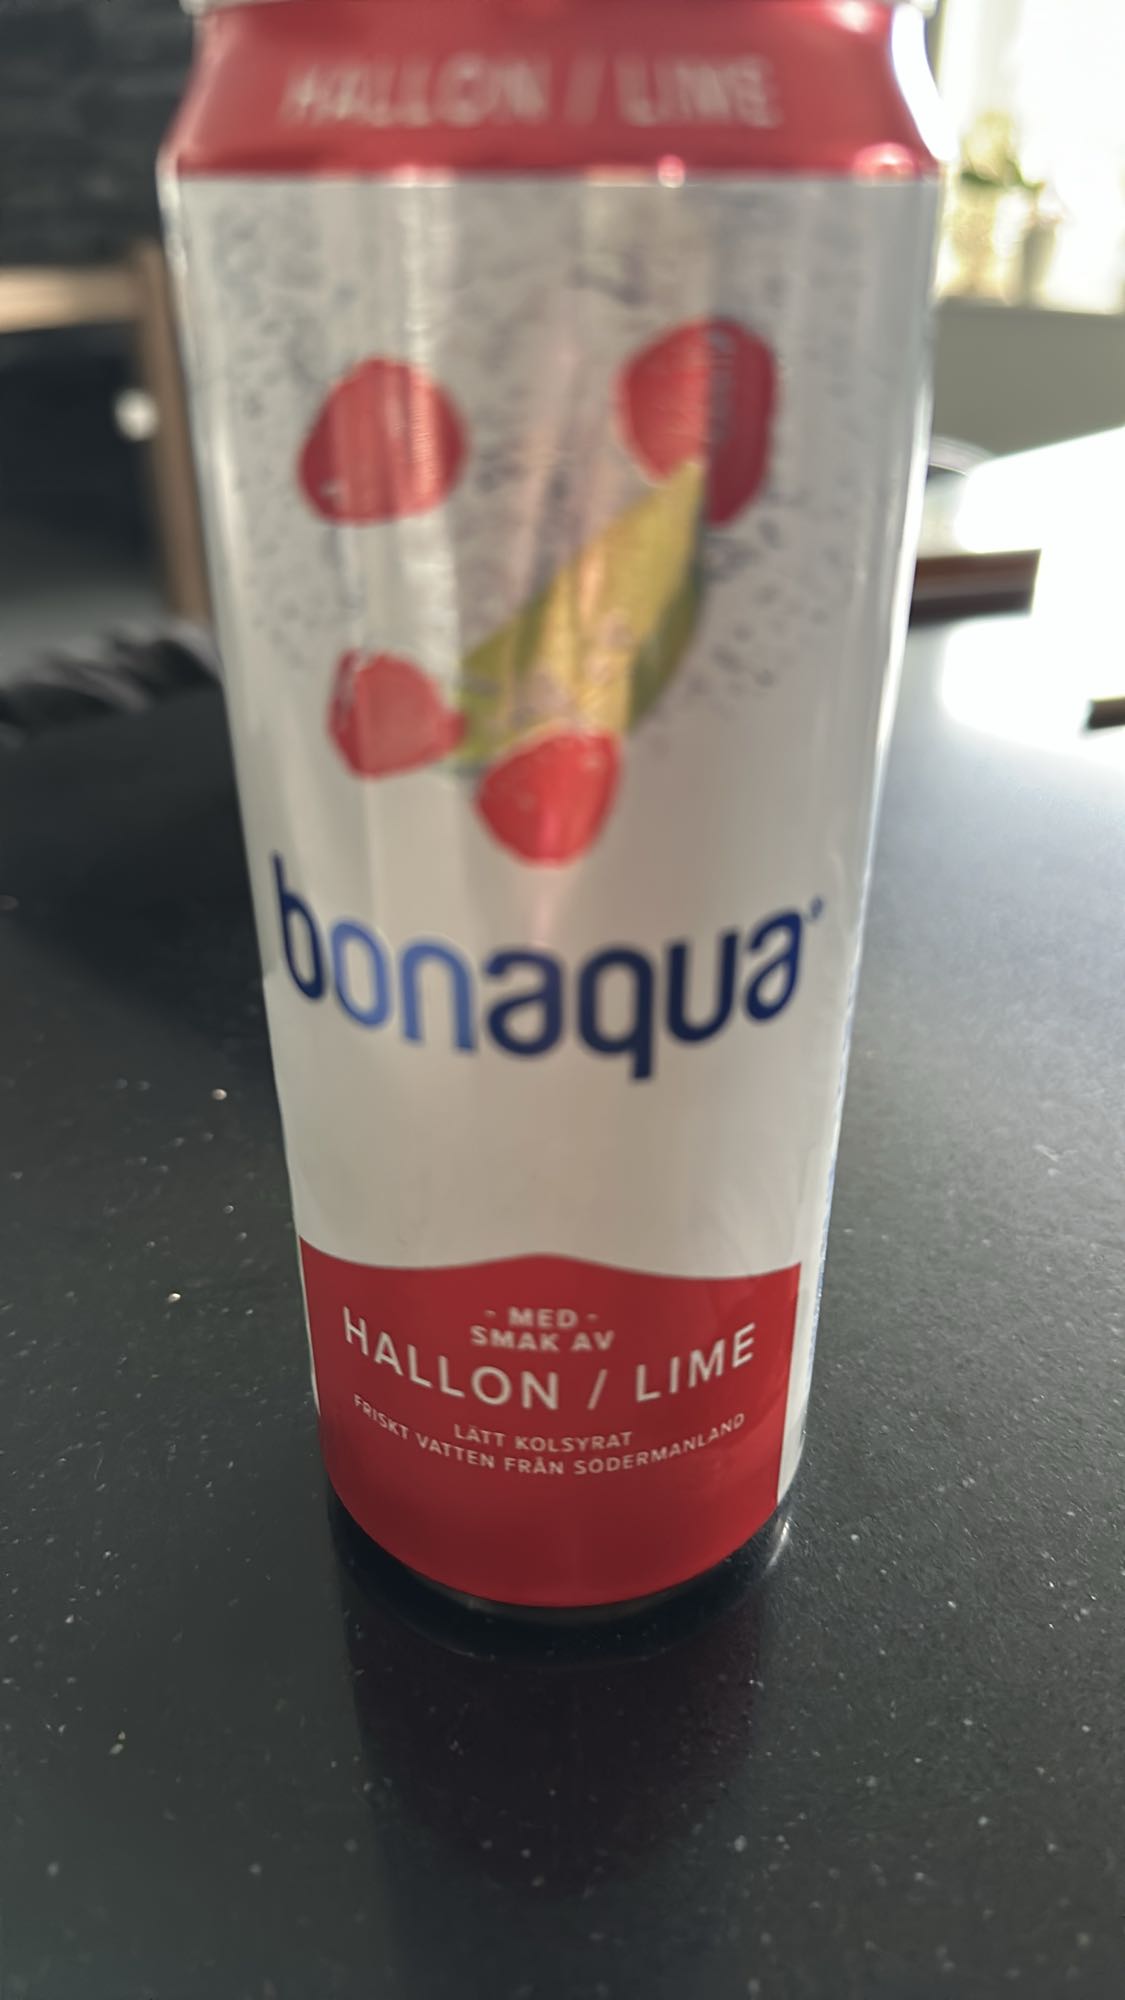 HALLON / LIME
bonaqua
- MED -
SMAK AV
HALLON / LIME
LÄTT KOLSYRAT
FRISKT VATTEN FRÅN SÖDERMANLAND